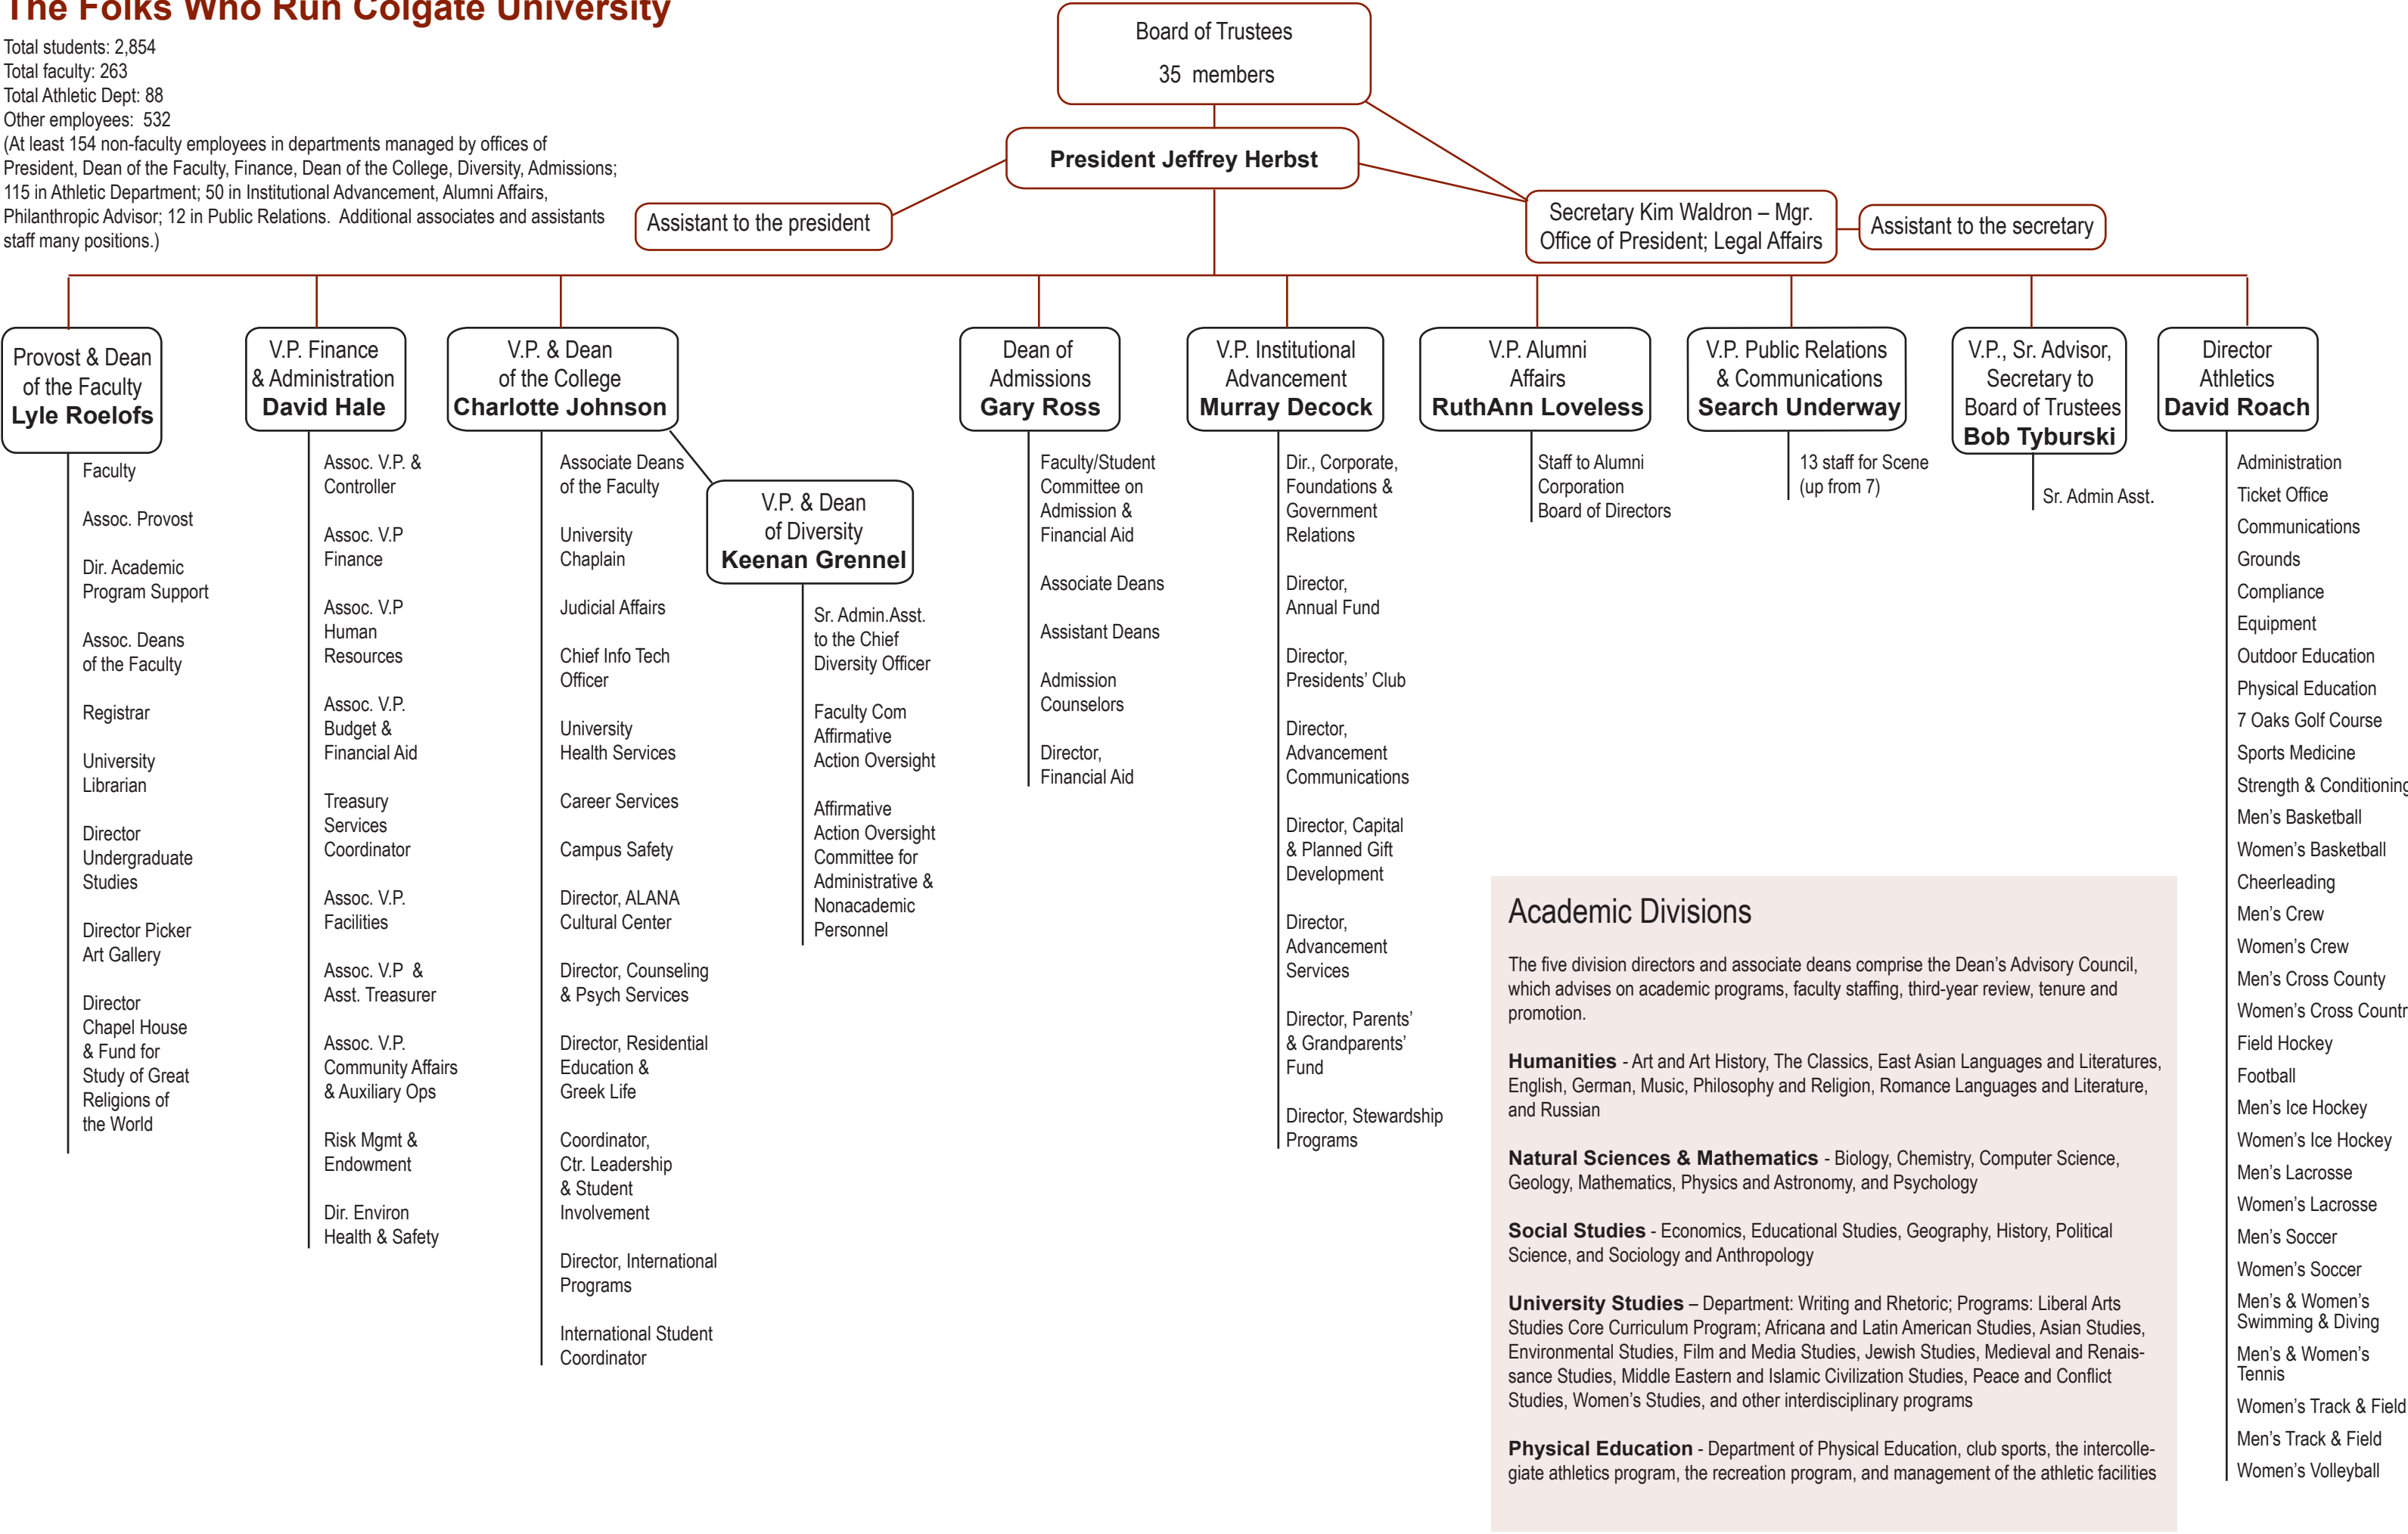 The Folks Who Run Colgate University
Total students: 2,854
Total faculty: 263
Total Athletic Dept: 88
Other employees:  532
(At least 154 non-faculty employees in departments managed by offices of
President, Dean of the Faculty, Finance, Dean of the College, Diversity, Admissions;
115 in Athletic Department; 50 in Institutional Advancement, Alumni Affairs,
Philanthropic Advisor; 12 in Public Relations.  Additional associates and assistants
staff many positions.)
Board of Trustees
35  members
President Jeffrey Herbst
Assistant to the president
Secretary Kim Waldron – Mgr.
Office of President; Legal Affairs
Assistant to the secretary
Provost & Dean
of the Faculty
Lyle Roelofs
Faculty
Assoc. Provost
Dir. Academic
Program Support
Assoc. Deans
of the Faculty
Registrar
University
Librarian
Director
Undergraduate
Studies
Director Picker
Art Gallery
Director
Chapel House
& Fund for
Study of Great
Religions of
the World
V.P. Finance
& Administration
David Hale
Assoc. V.P. &
Controller
Assoc. V.P
Finance
Assoc. V.P
Human
Resources
Assoc. V.P.
Budget &
Financial Aid
Treasury
Services
Coordinator
Assoc. V.P.
Facilities
Assoc. V.P  &
Asst. Treasurer
Assoc. V.P.
Community Affairs
& Auxiliary Ops
Risk Mgmt &
Endowment
Dir. Environ
Health & Safety
V.P. & Dean
of the College
Charlotte Johnson
Associate Deans
of the Faculty
University
Chaplain
Judicial Affairs
Chief Info Tech
Officer
University
Health Services
Career Services
Campus Safety
Director, ALANA
Cultural Center
Director, Counseling
& Psych Services
Director, Residential
Education &
Greek Life
Coordinator,
Ctr. Leadership
& Student
Involvement
Director, International
Programs
International Student
Coordinator
V.P. & Dean
of Diversity
Keenan Grennel
Sr. Admin.Asst.
to the Chief
Diversity Officer
Faculty Com
Affirmative
Action Oversight
Affirmative
Action Oversight
Committee for
Administrative &
Nonacademic
Personnel
Dean of
Admissions
Gary Ross
Faculty/Student
Committee on
Admission &
Financial Aid
Associate Deans
Assistant Deans
Admission
Counselors
Director,
Financial Aid
V.P. Institutional
Advancement
Murray Decock
Dir., Corporate,
Foundations &
Government
Relations
Director,
Annual Fund
Director,
Presidents' Club
Director,
Advancement
Communications
Director, Capital
& Planned Gift
Development
Director,
Advancement
Services
Director, Parents'
& Grandparents'
Fund
Director, Stewardship
Programs
V.P. Alumni
Affairs
RuthAnn Loveless
Staff to Alumni
Corporation
Board of Directors
V.P. Public Relations
& Communications
Search Underway
13 staff for Scene
(up from 7)
V.P., Sr. Advisor,
Secretary to
Board of Trustees
Bob Tyburski
Sr. Admin Asst.
Director
Athletics
David Roach
Administration
Ticket Office
Communications
Grounds
Compliance
Equipment
Outdoor Education
Physical Education
7 Oaks Golf Course
Sports Medicine
Strength & Conditioning
Men's Basketball
Women's Basketball
Cheerleading
Men's Crew
Women's Crew
Men's Cross County
Women's Cross Countr
Field Hockey
Football
Men's Ice Hockey
Women's Ice Hockey
Men's Lacrosse
Women's Lacrosse
Men's Soccer
Women's Soccer
Men's & Women's
Swimming & Diving
Men's & Women's
Tennis
Women's Track & Field
Men's Track & Field
Women's Volleyball
Academic Divisions
The five division directors and associate deans comprise the Dean's Advisory Council,
which advises on academic programs, faculty staffing, third-year review, tenure and
promotion.
Humanities - Art and Art History, The Classics, East Asian Languages and Literatures,
English, German, Music, Philosophy and Religion, Romance Languages and Literature,
and Russian
Natural Sciences & Mathematics - Biology, Chemistry, Computer Science,
Geology, Mathematics, Physics and Astronomy, and Psychology
Social Studies - Economics, Educational Studies, Geography, History, Political
Science, and Sociology and Anthropology
University Studies – Department: Writing and Rhetoric; Programs: Liberal Arts
Studies Core Curriculum Program; Africana and Latin American Studies, Asian Studies,
Environmental Studies, Film and Media Studies, Jewish Studies, Medieval and Renais-
sance Studies, Middle Eastern and Islamic Civilization Studies, Peace and Conflict
Studies, Women's Studies, and other interdisciplinary programs
Physical Education - Department of Physical Education, club sports, the intercolle-
giate athletics program, the recreation program, and management of the athletic facilities